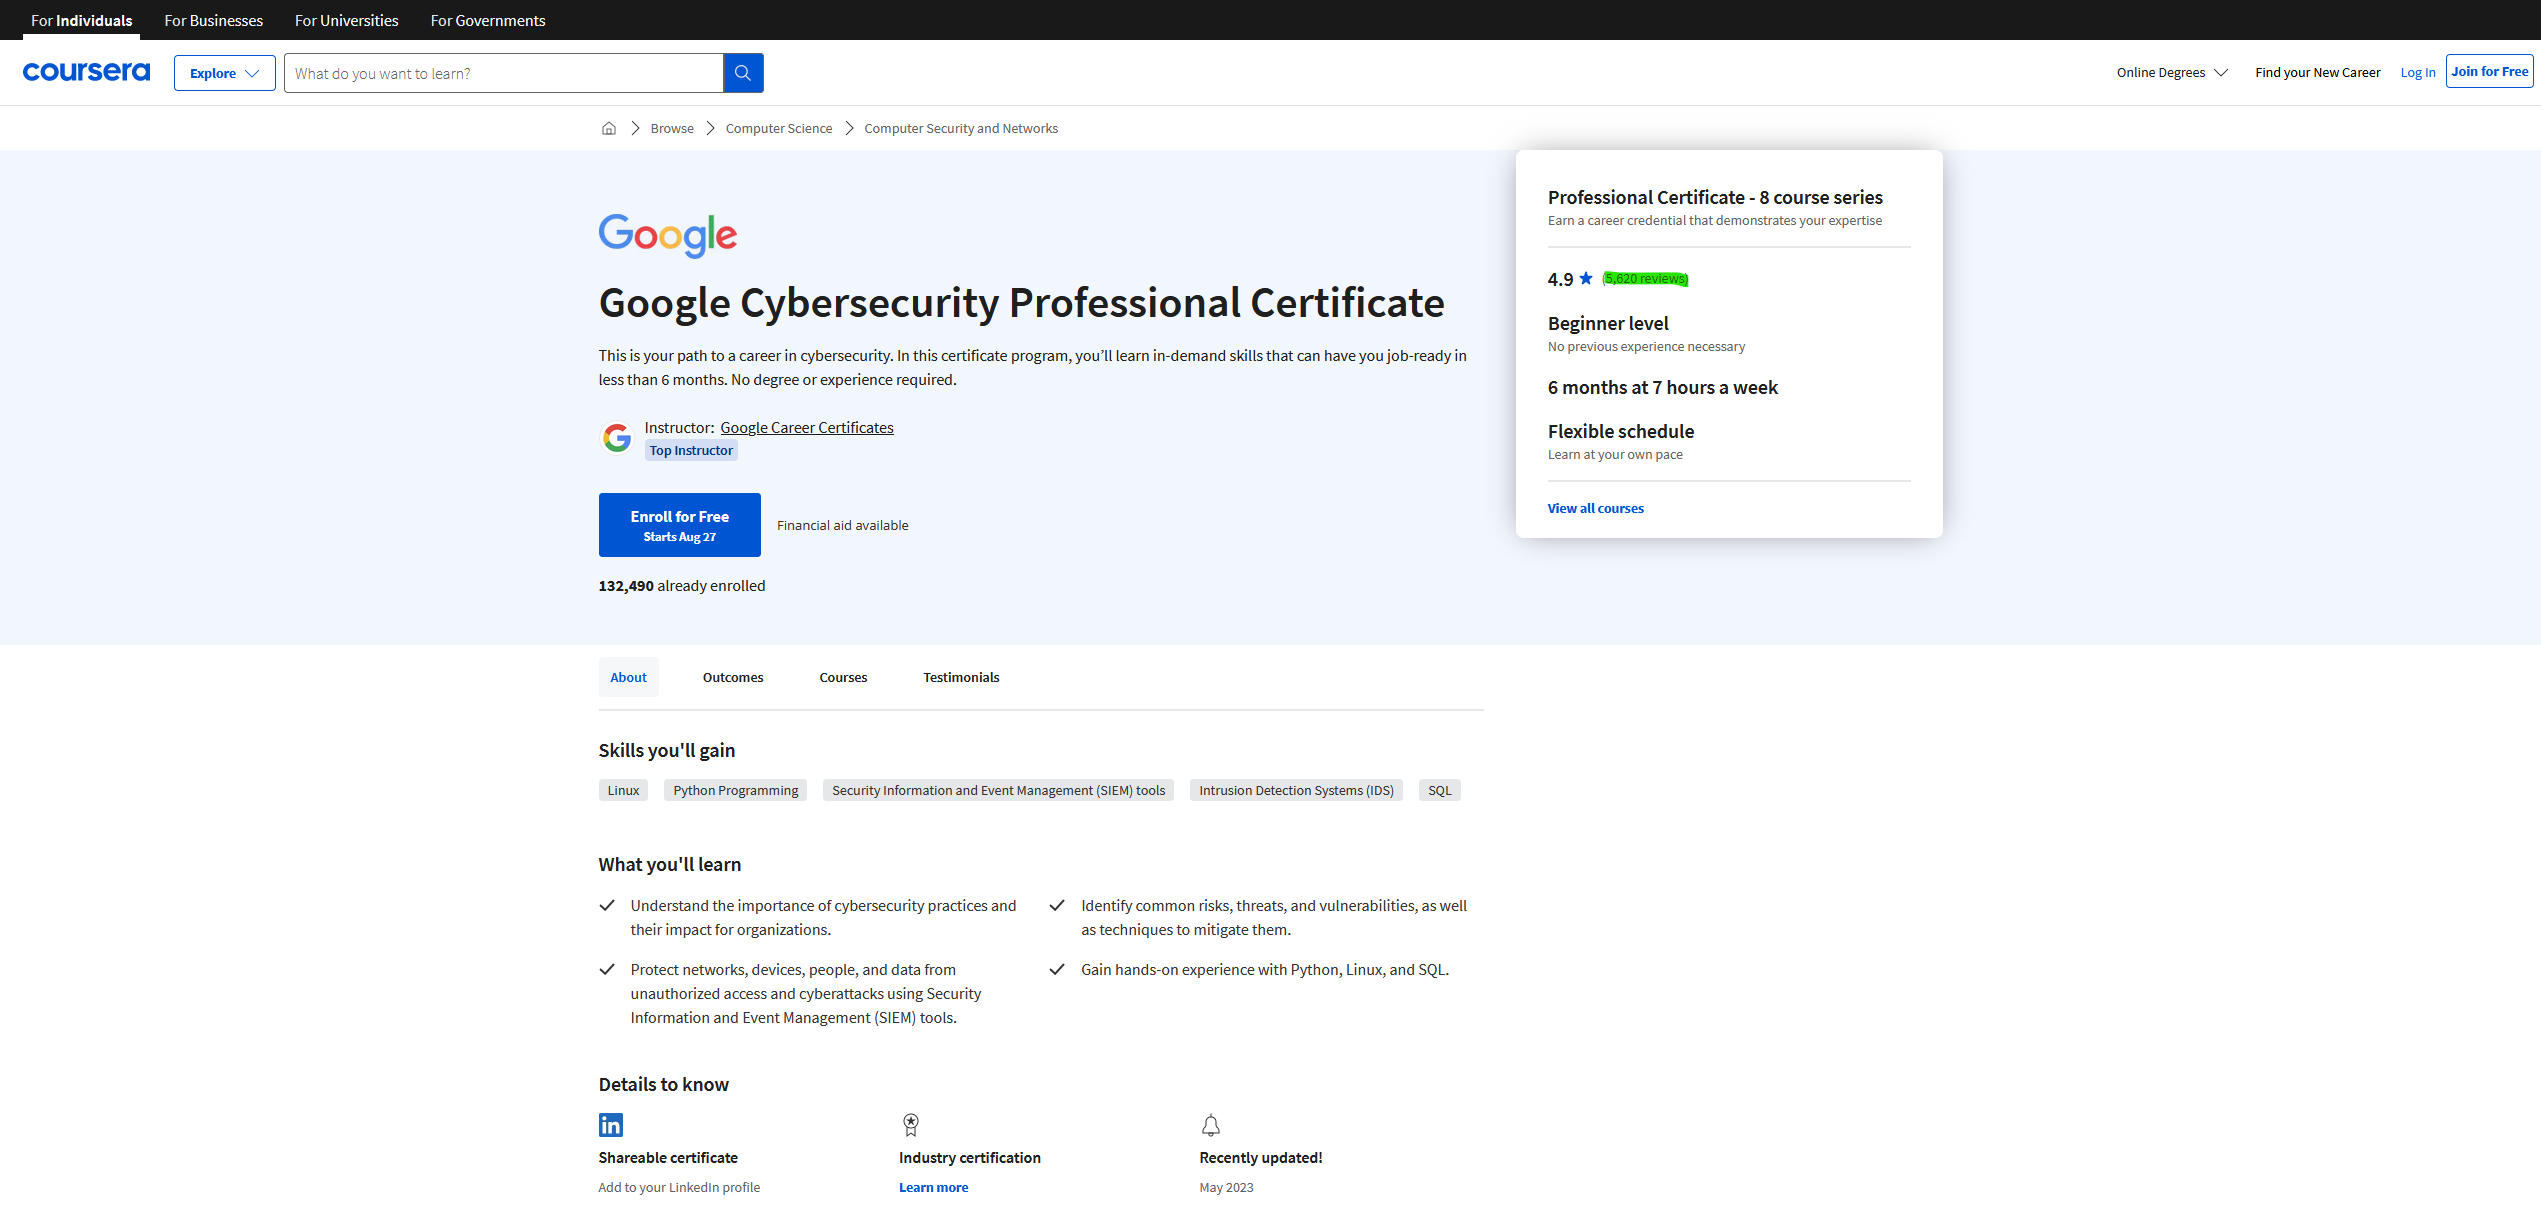 For Individuals
For Businesses
For Universities
For Governments
coursera
Explore
What do you want to learn?
Online Degrees
Find your New Career
Log In
Join for Free
Browse
Computer Science
Computer Security and Networks
Google
Google Cybersecurity Professional Certificate
This is your path to a career in cybersecurity. In this certificate program, you’ll learn in-demand skills that can have you job-ready in
less than 6 months. No degree or experience required.
Instructor: Google Career Certificates
Top Instructor
Enroll for Free
Starts Aug 27
Financial aid available
132,490 already enrolled
Professional Certificate - 8 course series
Earn a career credential that demonstrates your expertise
4.9
(5,620 reviews)
Beginner level
No previous experience necessary
6 months at 7 hours a week
Flexible schedule
Learn at your own pace
View all courses
About
Outcomes
Courses
Testimonials
Skills you'll gain
Linux
Python Programming
Security Information and Event Management (SIEM) tools
Intrusion Detection Systems (IDS)
SQL
What you'll learn
Understand the importance of cybersecurity practices and
their impact for organizations.
Identify common risks, threats, and vulnerabilities, as well
as techniques to mitigate them.
Protect networks, devices, people, and data from
unauthorized access and cyberattacks using Security
Information and Event Management (SIEM) tools.
Gain hands-on experience with Python, Linux, and SQL.
Details to know
in
Shareable certificate
Add to your LinkedIn profile
Industry certification
Learn more
Recently updated!
May 2023